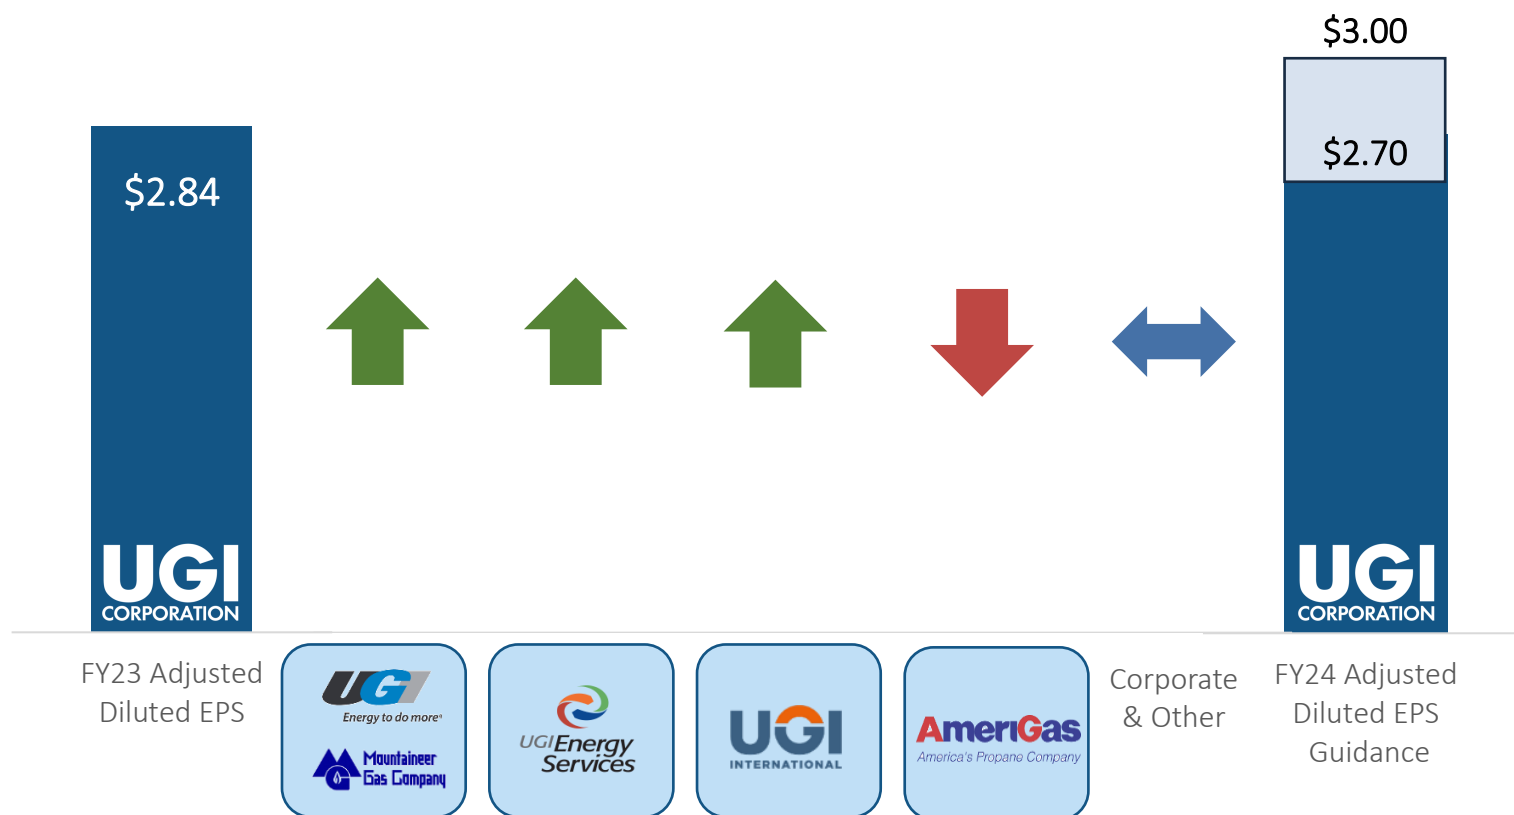 $3.00
$2.84
$2.70
UGI
CORPORATION
UGI
CORPORATION
FY23 Adjusted
Diluted EPS
UGI
Energy to do more®
Mountaineer
Gas Company
UGI Energy
Services
UGI
INTERNATIONAL
AmeriGas
America's Propane Company
Corporate
& Other
FY24 Adjusted
Diluted EPS
Guidance